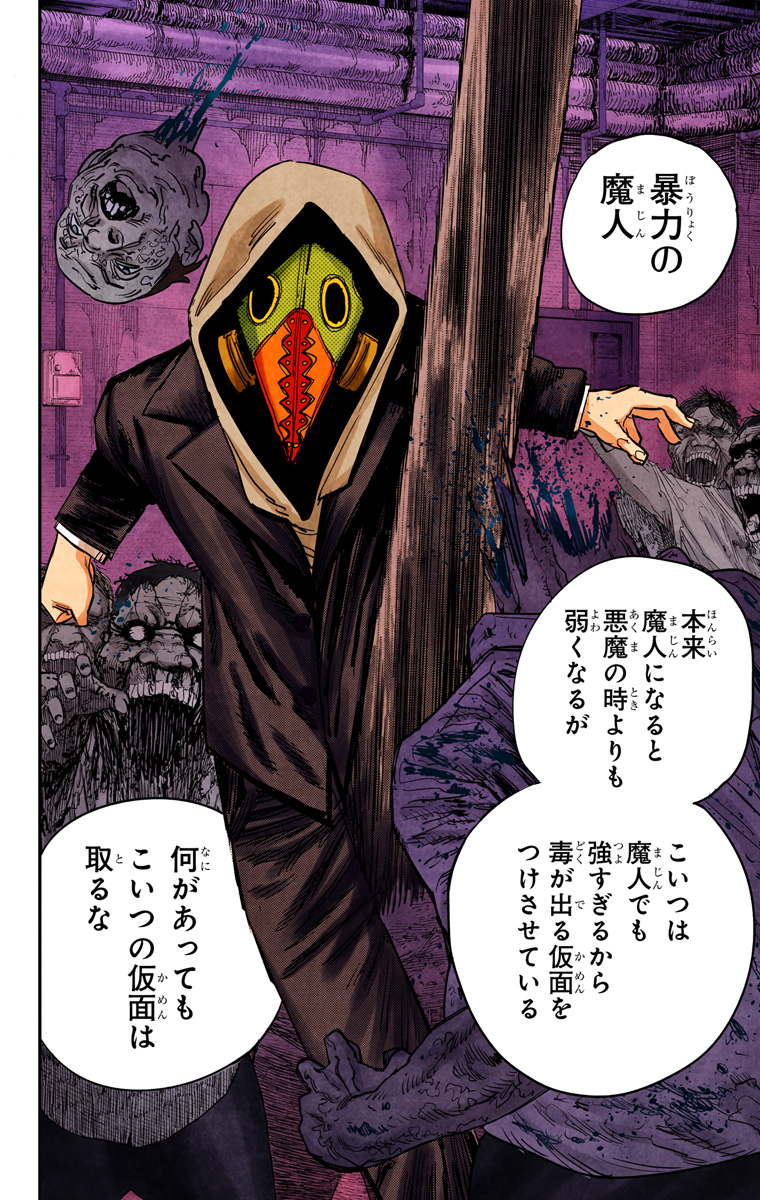 暴力の
魔人
本来
魔人になると
悪魔の時よりも
弱くなるが
こいつは
魔人でも
強すぎるから
毒が出る仮面を
つけさせている
何があっても
こいつの仮面は
取るな